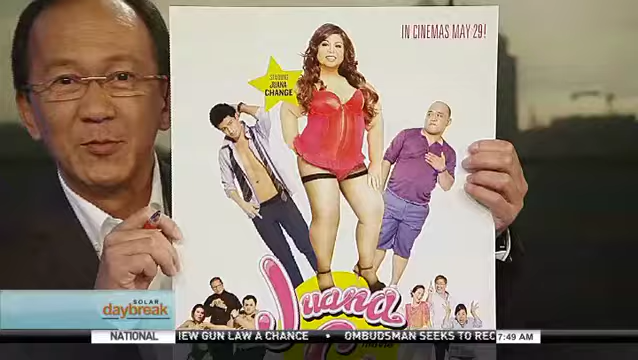 IN CINEMAS MAY 29!
STARRING
JUANA
CHANGE
Juana
SOLAR
daybreak
NATIONAL
IEW GUN LAW A CHANCE • OMBUDSMAN SEEKS TO REC
7:49 AM